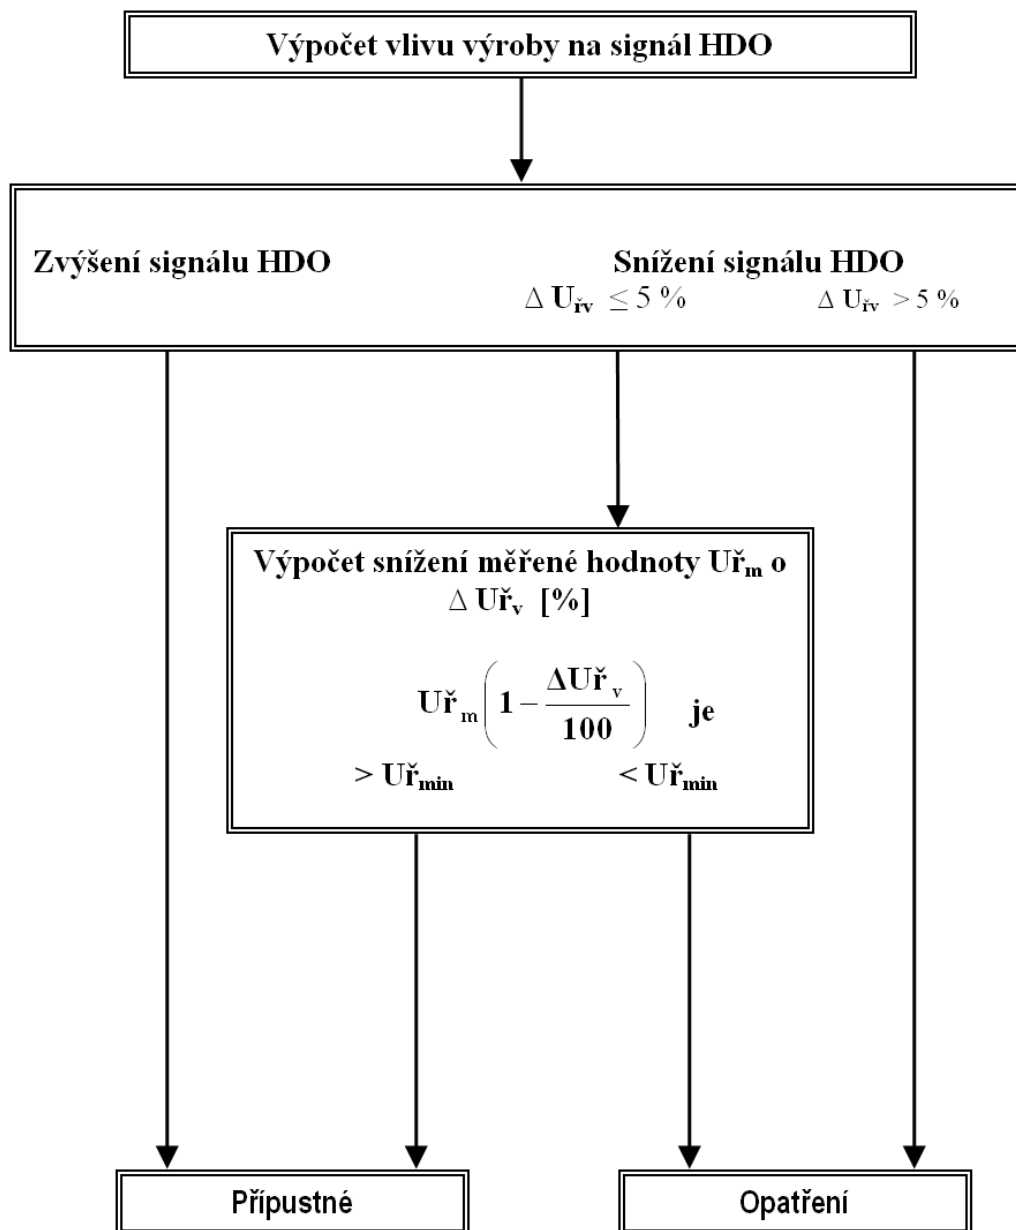 Výpočet vlivu výroby na signál HDO
Zvýšení signálu HDO Snížení signálu HDO
Δ Uřv ≤ 5 % Δ Uřv > 5 %
Výpočet snížení měřené hodnoty Uřm o
Δ Uřv [%]
Uřm(1 − ΔUřv/100) je
> Uřmin < Uřmin
Přípustné Opatření